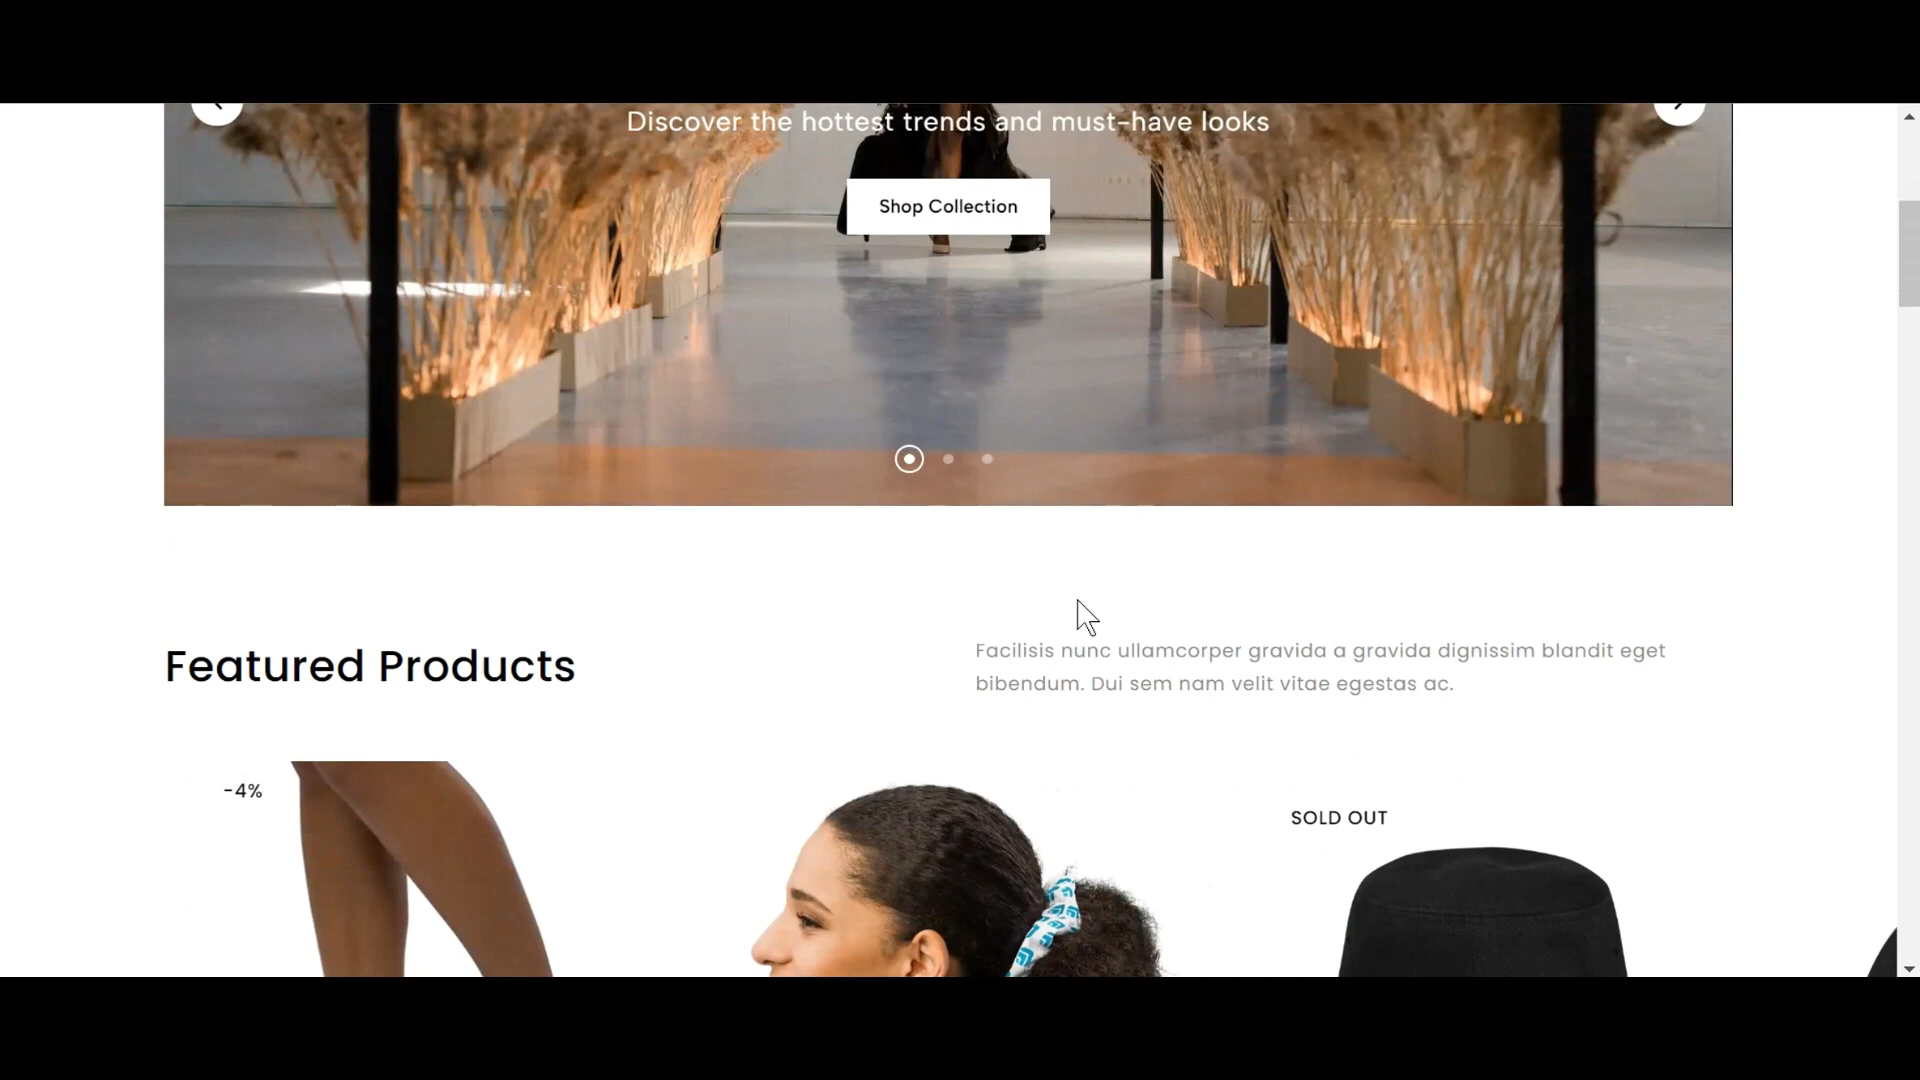 Discover the hottest trends and must-have looks
Shop Collection
Featured Products
Facilisis nunc ullamcorper gravida a gravida dignissim blandit eget
bibendum. Dui sem nam velit vitae egestas ac.
-4%
SOLD OUT